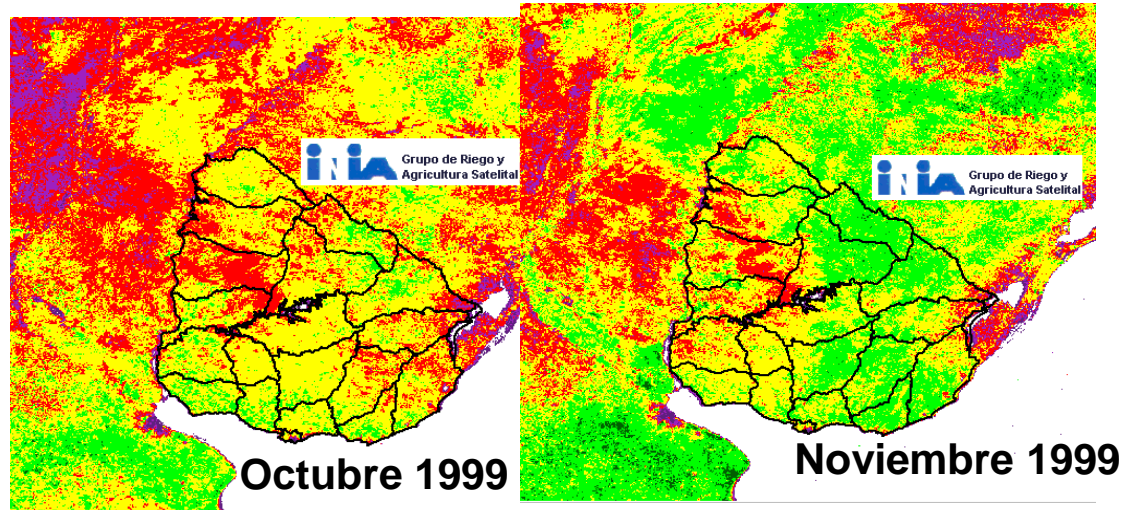 iNiA
Grupo de Riego y
Agricultura Satelital
iNiA
Grupo de Riego y
Agricultura Satelital
Octubre 1999
Noviembre 1999